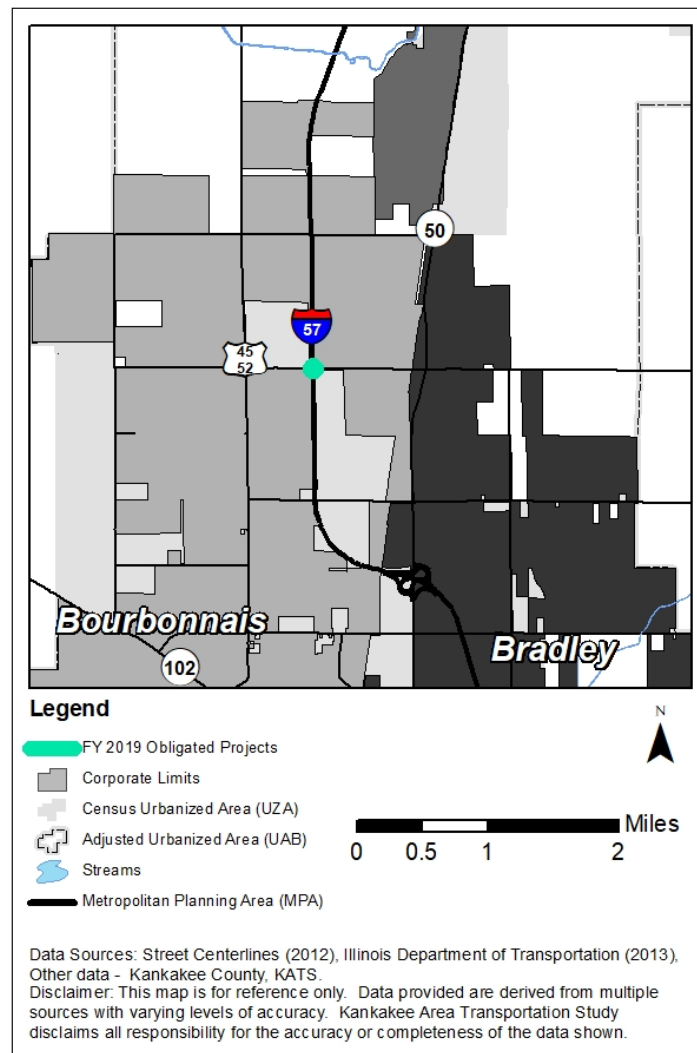 50
57
45
52
Bourbonnais
Bradley
102
Legend
N
FY 2019 Obligated Projects
Corporate Limits
Census Urbanized Area (UZA)
Adjusted Urbanized Area (UAB)
Streams
Metropolitan Planning Area (MPA)
Miles
0 0.5 1 2
Data Sources: Street Centerlines (2012), Illinois Department of Transportation (2013),
Other data - Kankakee County, KATS.
Disclaimer: This map is for reference only. Data provided are derived from multiple
sources with varying levels of accuracy. Kankakee Area Transportation Study
disclaims all responsibility for the accuracy or completeness of the data shown.